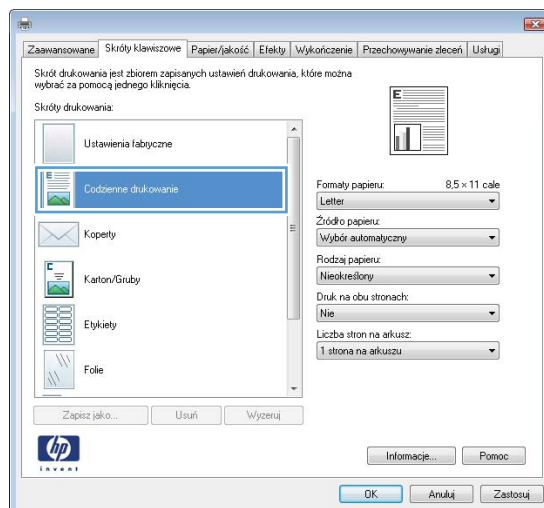 Zaawansowane Skróty klawiszowe Papier/jakość Efekty Wykończenie Przechowywanie zleceń Usługi
Skrót drukowania jest zbiorem zapisanych ustawień drukowania, które można
wybrać za pomocą jednego kliknięcia.
Skróty drukowania:
Ustawienia fabryczne
Codzienne drukowanie
Koperty
Karton/Gruby
Etykiety
Folie
E
E
C
Formaty papieru: 8,5 × 11 cale
Letter
Źródło papieru:
Wybór automatyczny
Rodzaj papieru:
Nieokreślony
Druk na obu stronach:
Nie
Liczba stron na arkusz:
1 strona na arkuszu
Zapisz jako... Usuń Wyzeruj
hp
invent
Informacje... Pomoc
OK Anuluj Zastosuj